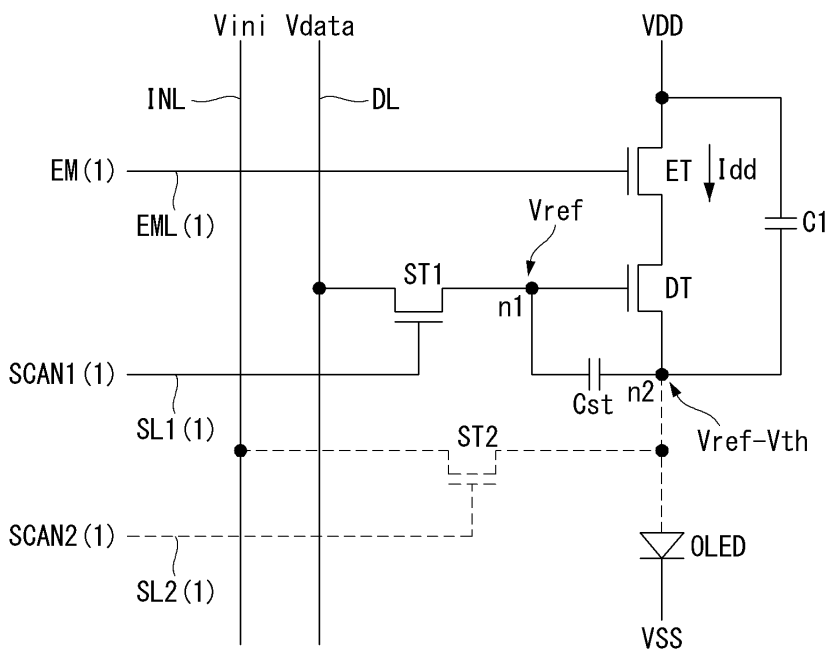 Vini Vdata VDD
INL DL
EM(1) ET Idd
EML(1) Vref C1
ST1 DT
n1
SCAN1(1) Cst n2
SL1(1) ST2 Vref-Vth
SCAN2(1) OLED
SL2(1)
VSS